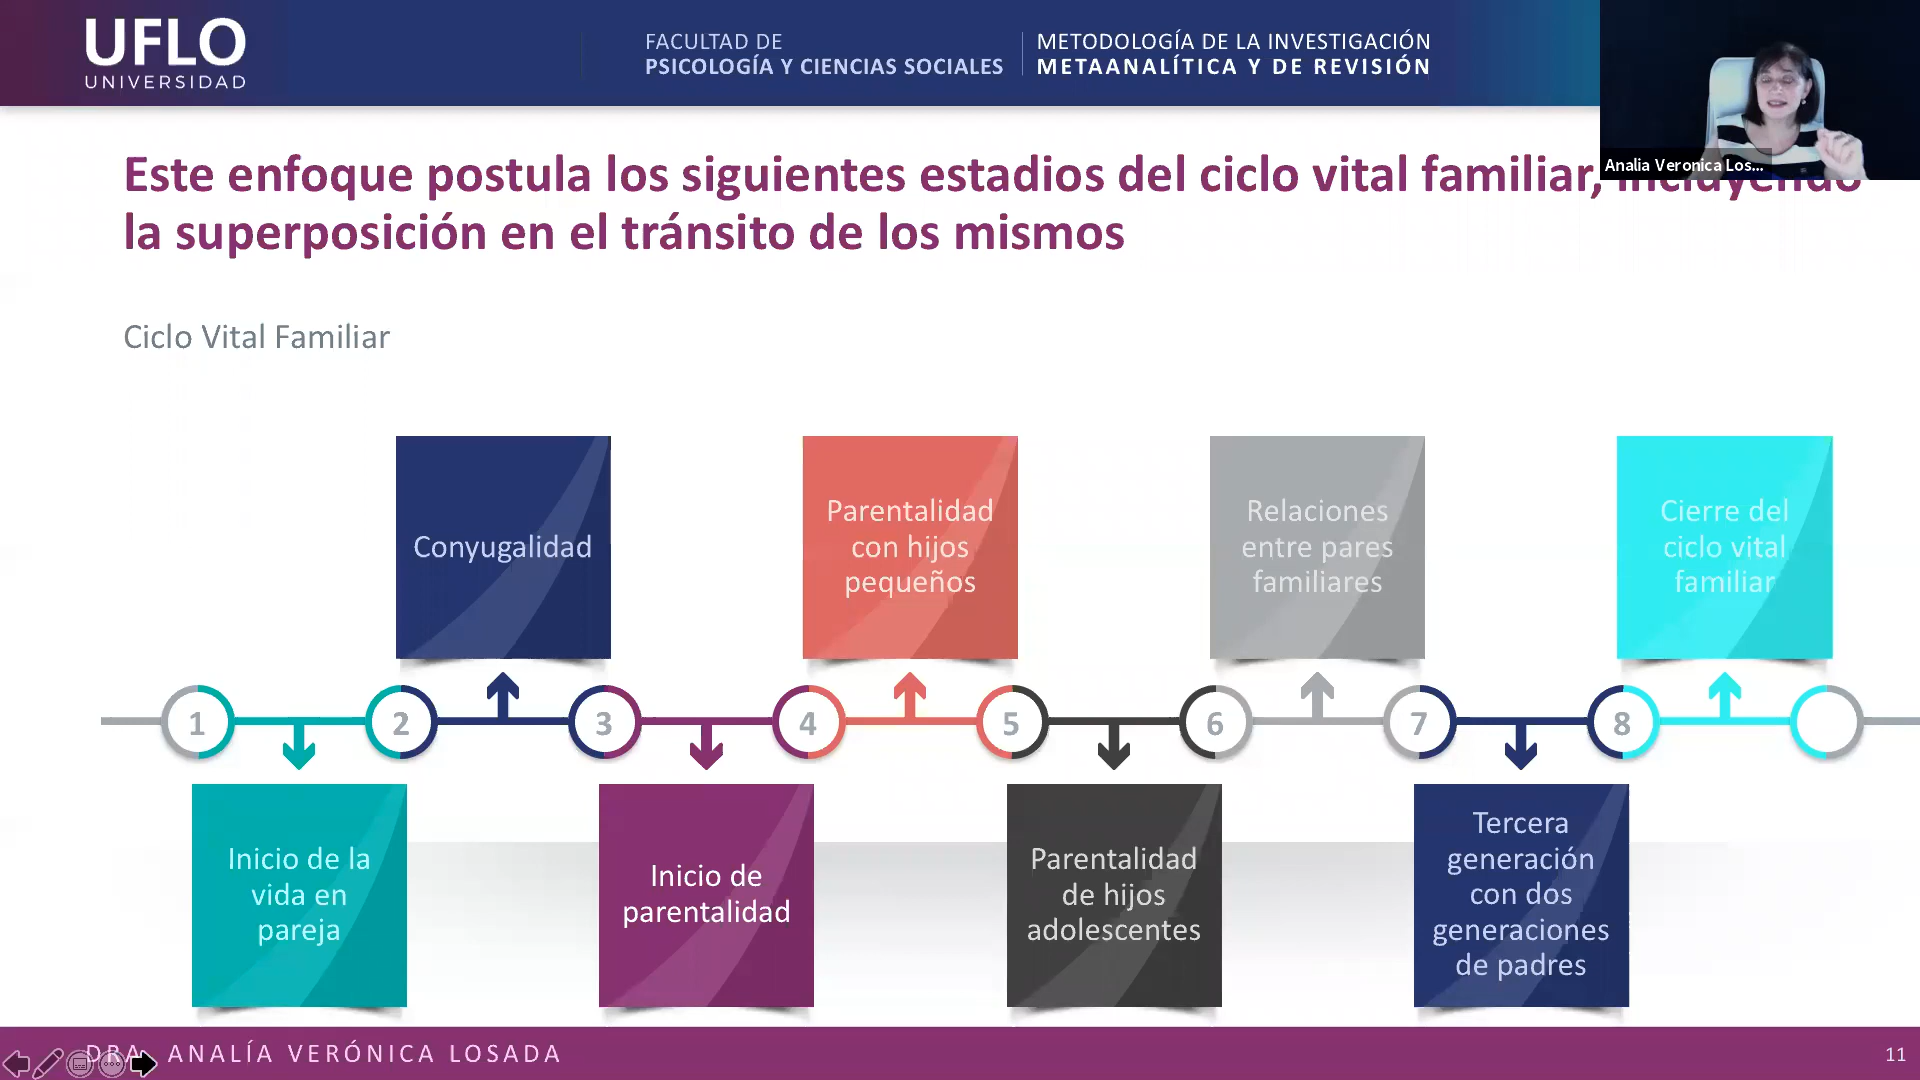 UFLO
UNIVERSIDAD
FACULTAD DE
PSICOLOGÍA Y CIENCIAS SOCIALES
METODOLOGÍA DE LA INVESTIGACIÓN
METAANALÍTICA Y DE REVISIÓN
Analia Veronica Los...
Este enfoque postula los siguientes estadios del ciclo vital familiar, incluyendo
la superposición en el tránsito de los mismos
Ciclo Vital Familiar
Conyugalidad
Parentalidad
con hijos
pequeños
Relaciones
entre pares
familiares
Cierre del
ciclo vital
familiar
1
2
3
4
5
6
7
8
Inicio de la
vida en
pareja
Inicio de
parentalidad
Parentalidad
de hijos
adolescentes
Tercera
generación
con dos
generaciones
de padres
DRA. ANALÍA VERÓNICA LOSADA
11